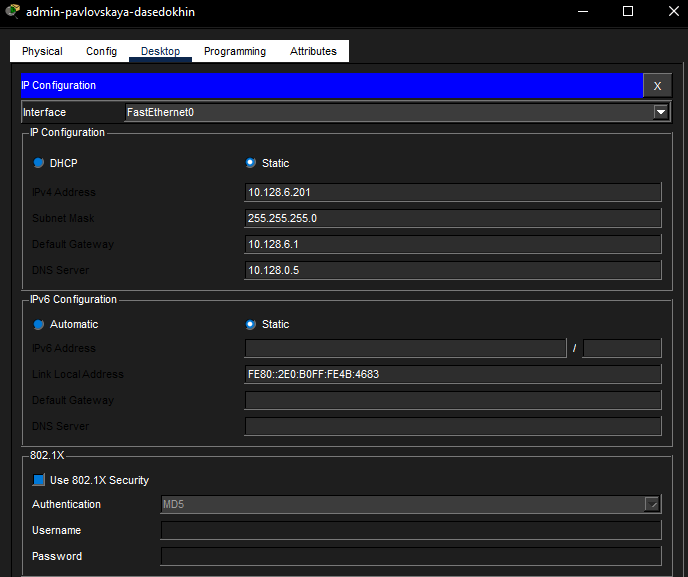 admin-pavlovskaya-dasedokhin
Physical Config Desktop Programming Attributes
IP Configuration X
Interface FastEthernet0
IP Configuration
DHCP Static
IPv4 Address 10.128.6.201
Subnet Mask 255.255.255.0
Default Gateway 10.128.6.1
DNS Server 10.128.0.5
IPv6 Configuration
Automatic Static
IPv6 Address /
Link Local Address FE80::2E0:B0FF:FE4B:4683
Default Gateway
DNS Server
802.1X
Use 802.1X Security
Authentication MD5
Username
Password